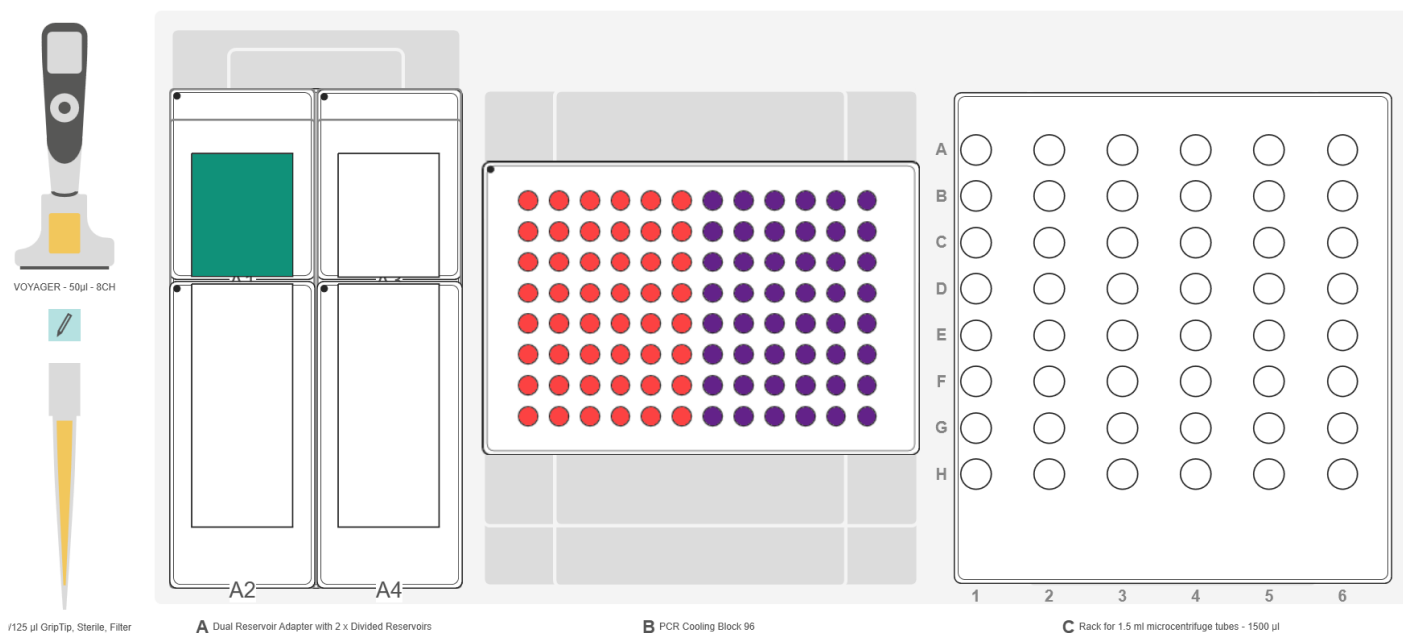 VOYAGER - 50µl - 8CH
/125 µl GripTip, Sterile, Filter
A2
A4
A Dual Reservoir Adapter with 2 x Divided Reservoirs
B PCR Cooling Block 96
A
B
C
D
E
F
G
H
1 2 3 4 5 6
C Rack for 1.5 ml microcentrifuge tubes - 1500 µl